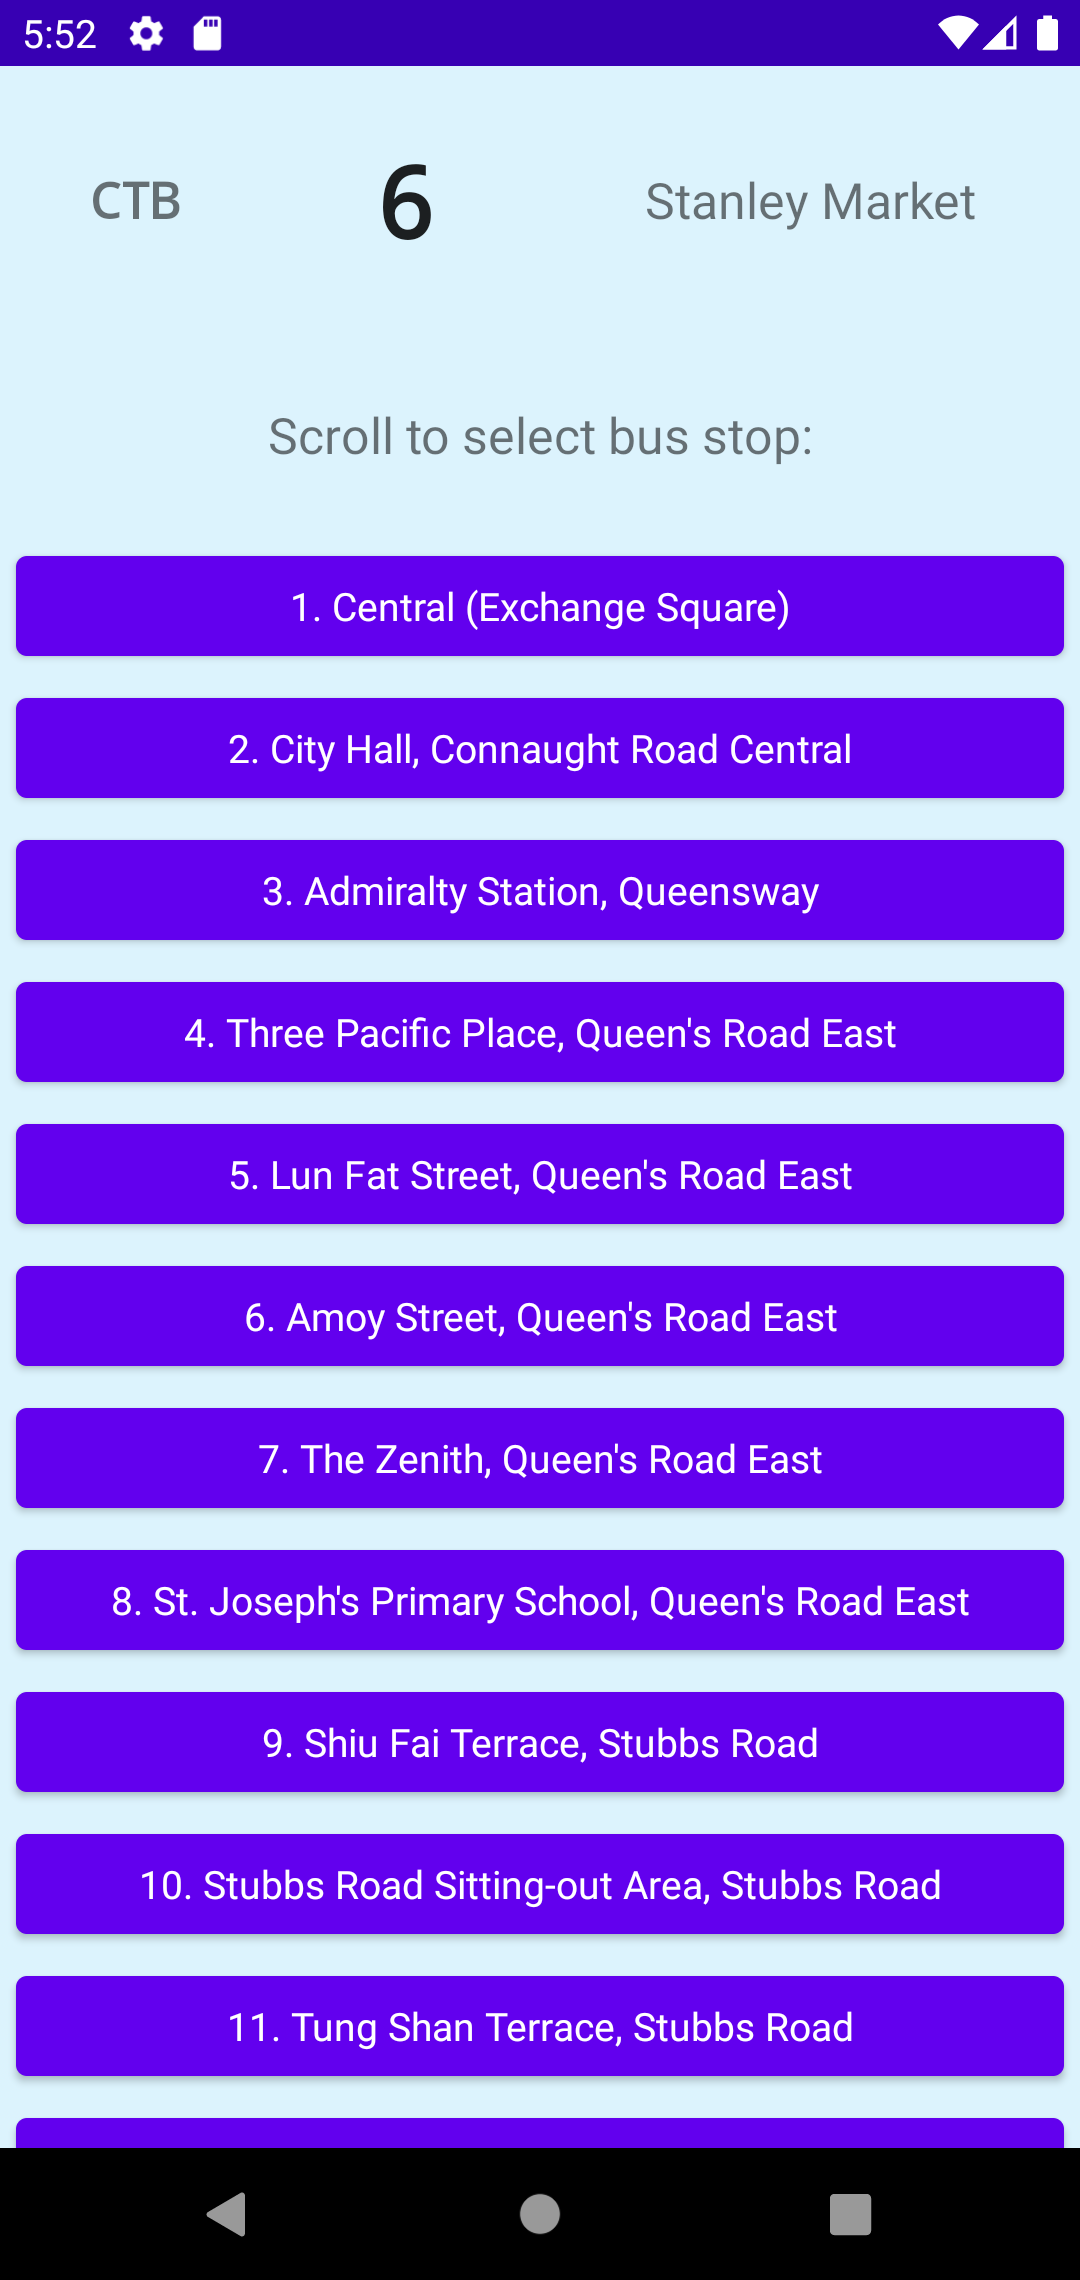 5:52
CTB 6 Stanley Market
Scroll to select bus stop:
1. Central (Exchange Square)
2. City Hall, Connaught Road Central
3. Admiralty Station, Queensway
4. Three Pacific Place, Queen's Road East
5. Lun Fat Street, Queen's Road East
6. Amoy Street, Queen's Road East
7. The Zenith, Queen's Road East
8. St. Joseph's Primary School, Queen's Road East
9. Shiu Fai Terrace, Stubbs Road
10. Stubbs Road Sitting-out Area, Stubbs Road
11. Tung Shan Terrace, Stubbs Road